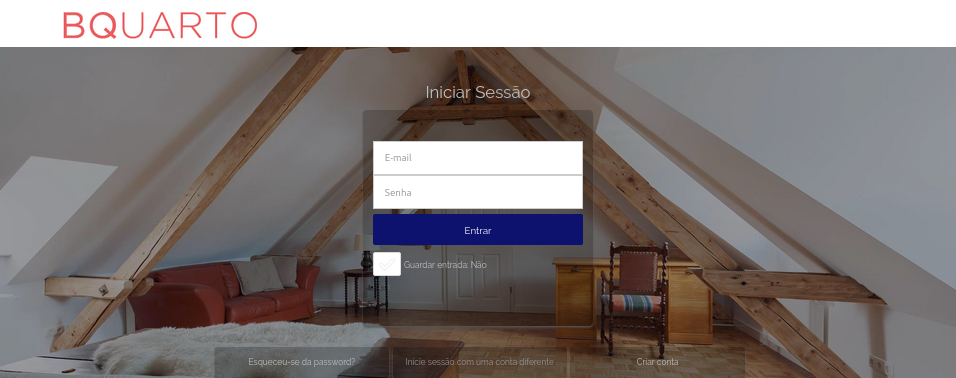 BQUARTO
Iniciar Sessão
E-mail
Senha
Entrar
Guardar entrada: Não
Esqueceu-se da password?
Inicie sessão com uma conta diferente
Criar conta